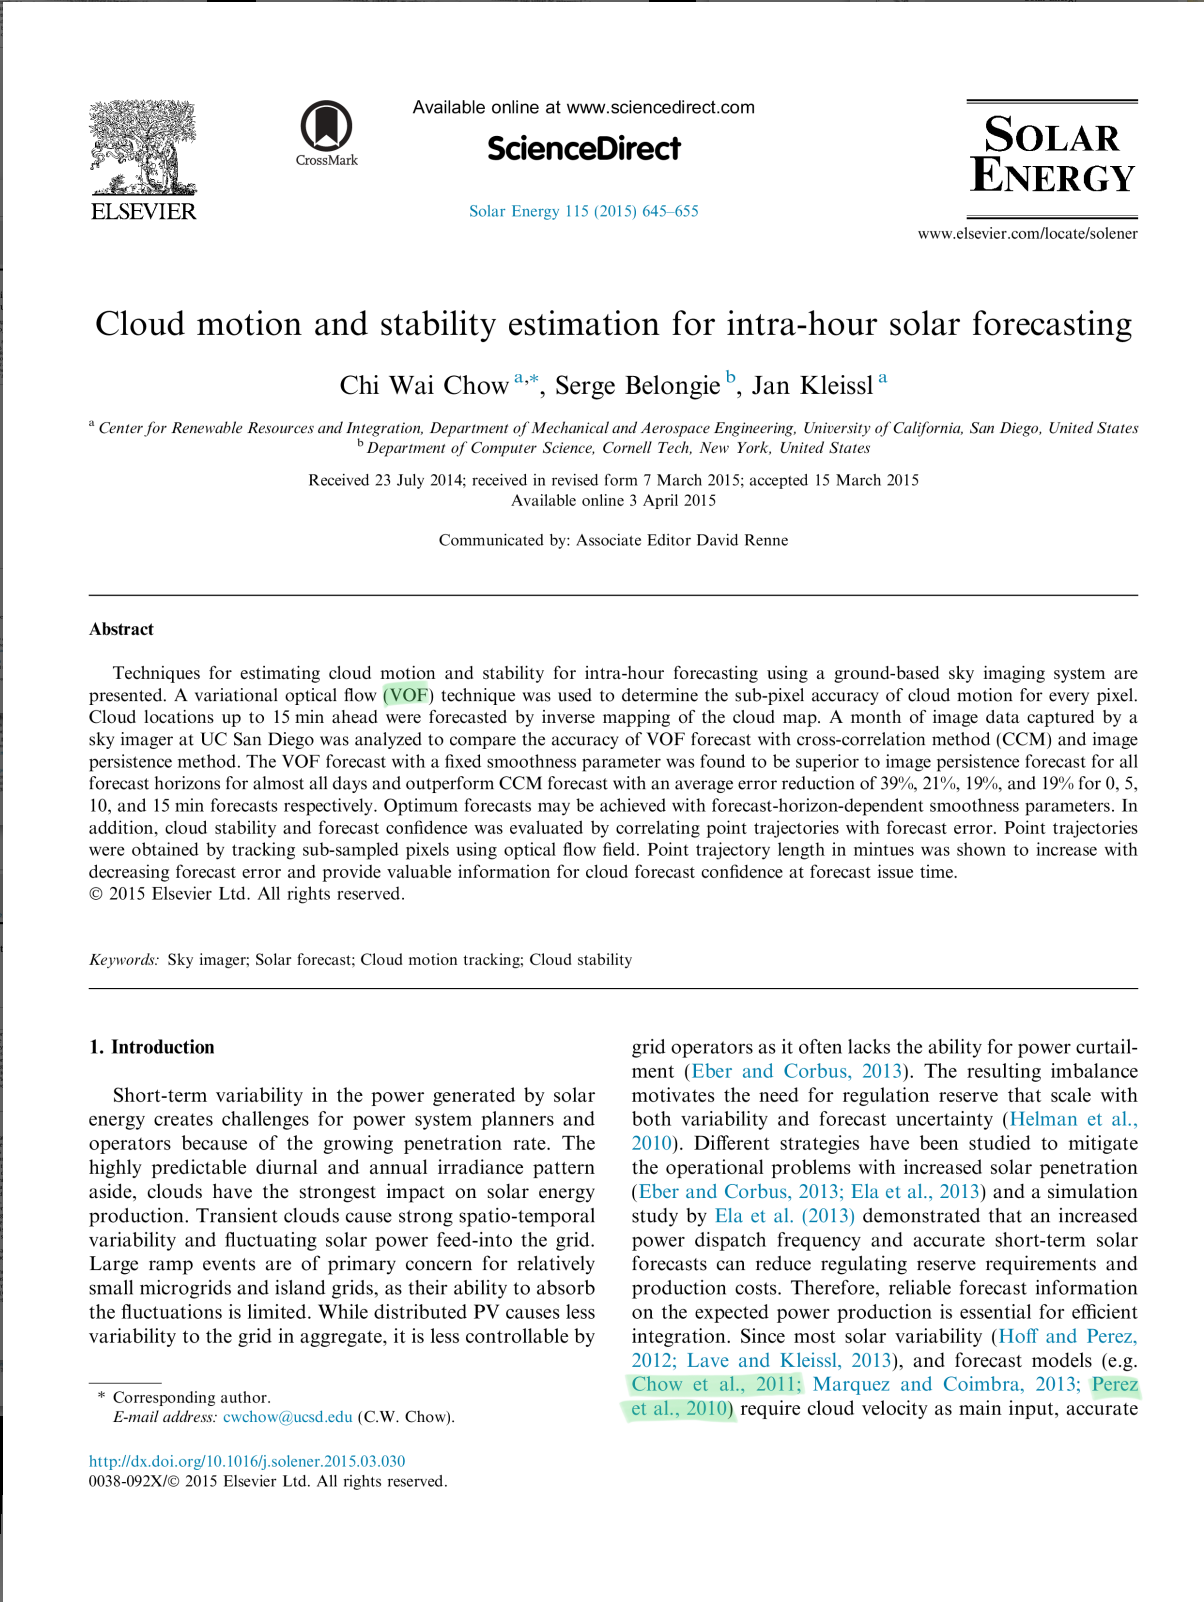 Available online at www.sciencedirect.com
CrossMark
ScienceDirect
SOLAR
ENERGY
ELSEVIER
Solar Energy 115 (2015) 645–655
www.elsevier.com/locate/solener
Cloud motion and stability estimation for intra-hour solar forecasting
Chi Wai Chow a,*, Serge Belongie b, Jan Kleissl a
a Center for Renewable Resources and Integration, Department of Mechanical and Aerospace Engineering, University of California, San Diego, United States
b Department of Computer Science, Cornell Tech, New York, United States
Received 23 July 2014; received in revised form 7 March 2015; accepted 15 March 2015
Available online 3 April 2015
Communicated by: Associate Editor David Renne
Abstract
Techniques for estimating cloud motion and stability for intra-hour forecasting using a ground-based sky imaging system are
presented. A variational optical flow (VOF) technique was used to determine the sub-pixel accuracy of cloud motion for every pixel.
Cloud locations up to 15 min ahead were forecasted by inverse mapping of the cloud map. A month of image data captured by a
sky imager at UC San Diego was analyzed to compare the accuracy of VOF forecast with cross-correlation method (CCM) and image
persistence method. The VOF forecast with a fixed smoothness parameter was found to be superior to image persistence forecast for all
forecast horizons for almost all days and outperform CCM forecast with an average error reduction of 39%, 21%, 19%, and 19% for 0, 5,
10, and 15 min forecasts respectively. Optimum forecasts may be achieved with forecast-horizon-dependent smoothness parameters. In
addition, cloud stability and forecast confidence was evaluated by correlating point trajectories with forecast error. Point trajectories
were obtained by tracking sub-sampled pixels using optical flow field. Point trajectory length in mintues was shown to increase with
decreasing forecast error and provide valuable information for cloud forecast confidence at forecast issue time.
© 2015 Elsevier Ltd. All rights reserved.
Keywords: Sky imager; Solar forecast; Cloud motion tracking; Cloud stability
1. Introduction
Short-term variability in the power generated by solar
energy creates challenges for power system planners and
operators because of the growing penetration rate. The
highly predictable diurnal and annual irradiance pattern
aside, clouds have the strongest impact on solar energy
production. Transient clouds cause strong spatio-temporal
variability and fluctuating solar power feed-into the grid.
Large ramp events are of primary concern for relatively
small microgrids and island grids, as their ability to absorb
the fluctuations is limited. While distributed PV causes less
variability to the grid in aggregate, it is less controllable by
* Corresponding author.
E-mail address: cwchow@ucsd.edu (C.W. Chow).
grid operators as it often lacks the ability for power curtail-
ment (Eber and Corbus, 2013). The resulting imbalance
motivates the need for regulation reserve that scale with
both variability and forecast uncertainty (Helman et al.,
2010). Different strategies have been studied to mitigate
the operational problems with increased solar penetration
(Eber and Corbus, 2013; Ela et al., 2013) and a simulation
study by Ela et al. (2013) demonstrated that an increased
power dispatch frequency and accurate short-term solar
forecasts can reduce regulating reserve requirements and
production costs. Therefore, reliable forecast information
on the expected power production is essential for efficient
integration. Since most solar variability (Hoff and Perez,
2012; Lave and Kleissl, 2013), and forecast models (e.g.
Chow et al., 2011; Marquez and Coimbra, 2013; Perez
et al., 2010) require cloud velocity as main input, accurate
http://dx.doi.org/10.1016/j.solener.2015.03.030
0038-092X/© 2015 Elsevier Ltd. All rights reserved.